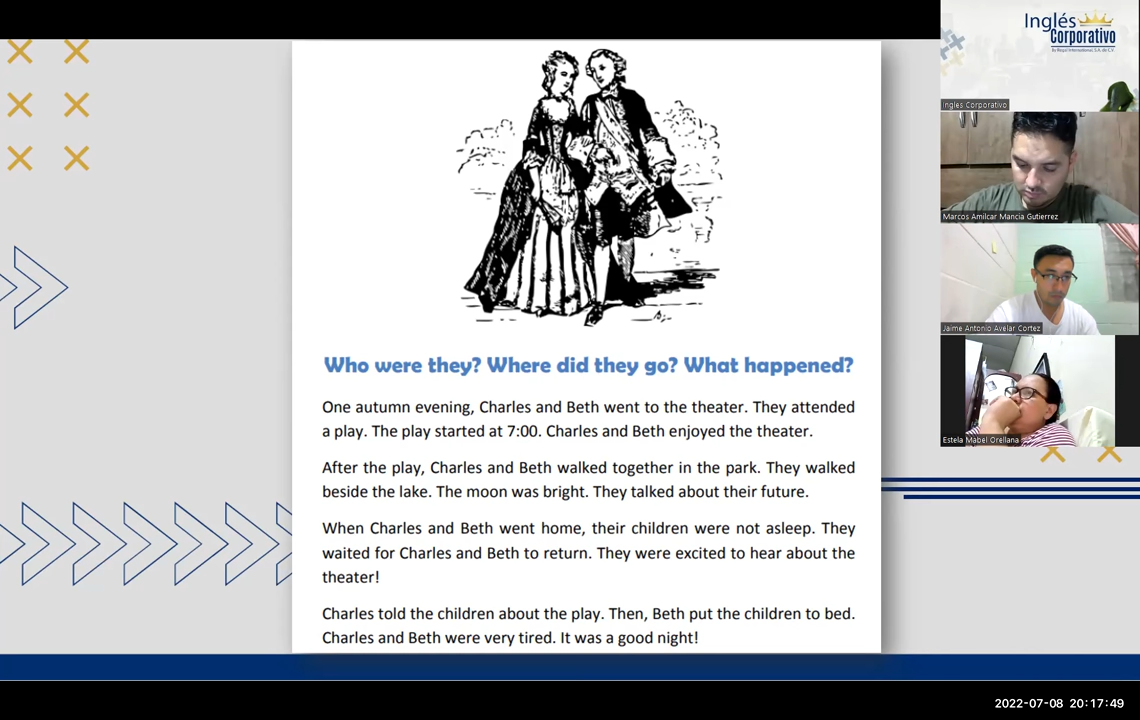 Inglés
Corporativo
By Regal International, S.A. de C.V.
Ingles Corporativo
Marcos Amilcar Mancia Gutierrez
Jaime Antonio Avelar Cortez
Estela Mabel Orellana
Who were they? Where did they go? What happened?
One autumn evening, Charles and Beth went to the theater. They attended
a play. The play started at 7:00. Charles and Beth enjoyed the theater.
After the play, Charles and Beth walked together in the park. They walked
beside the lake. The moon was bright. They talked about their future.
When Charles and Beth went home, their children were not asleep. They
waited for Charles and Beth to return. They were excited to hear about the
theater!
Charles told the children about the play. Then, Beth put the children to bed.
Charles and Beth were very tired. It was a good night!
2022-07-08 20:17:49